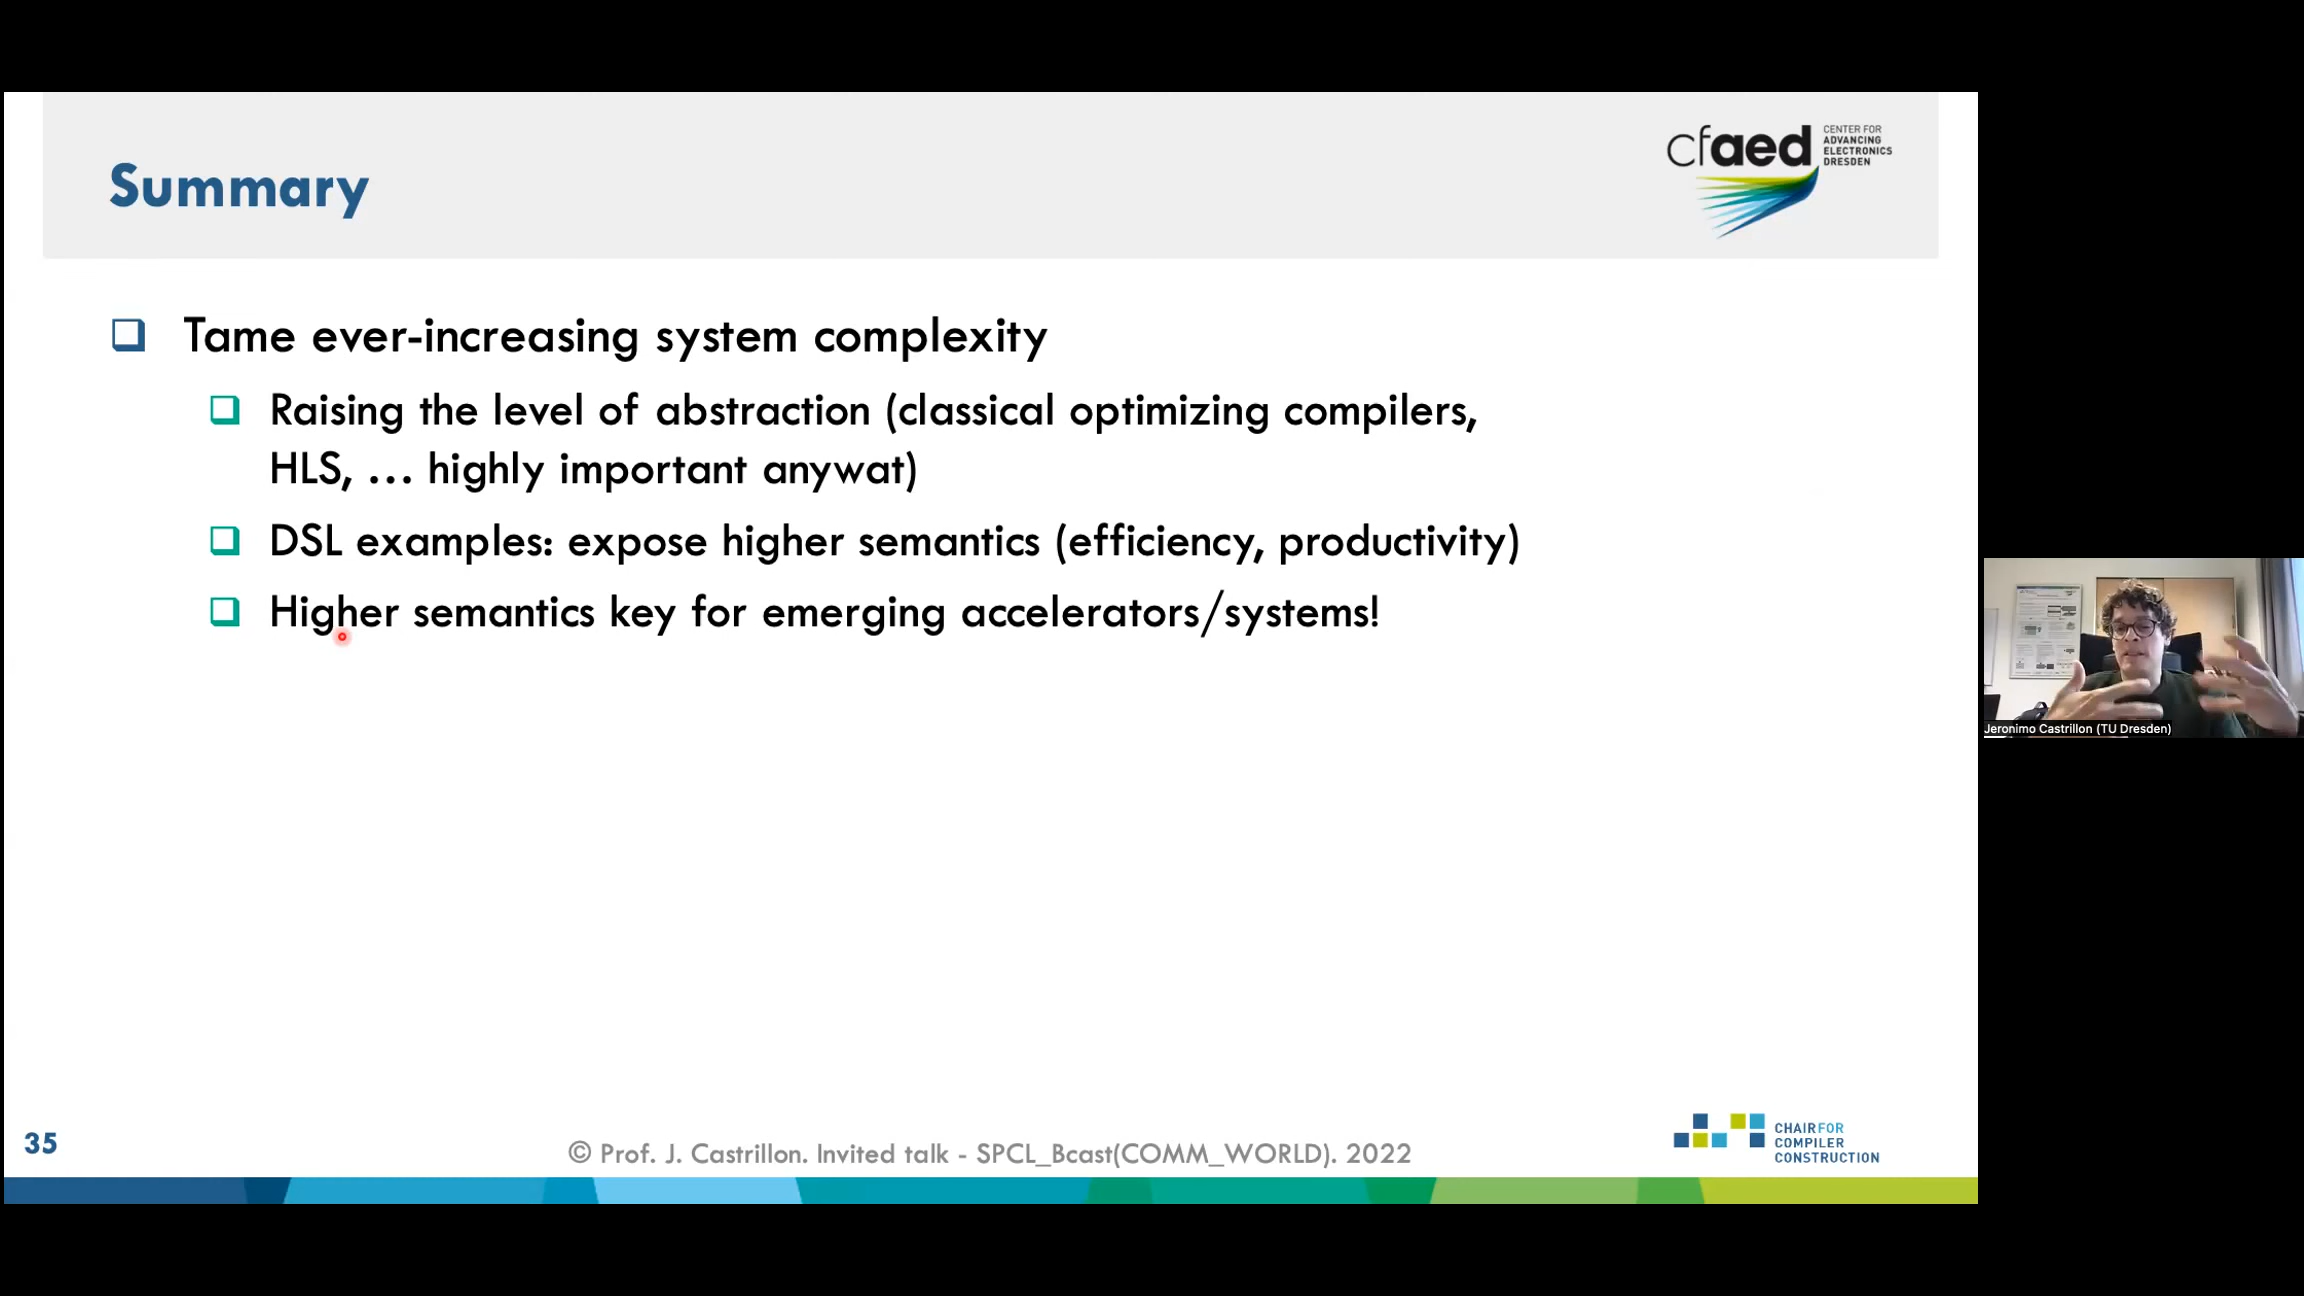 cfaed
CENTER FOR
ADVANCING
ELECTRONICS
DRESDEN
Summary
Tame ever-increasing system complexity
Raising the level of abstraction (classical optimizing compilers,
HLS, ... highly important anywat)
DSL examples: expose higher semantics (efficiency, productivity)
Higher semantics key for emerging accelerators/systems!
Jeronimo Castrillon (TU Dresden)
35
© Prof. J. Castrillon. Invited talk - SPCL_Bcast(COMM_WORLD). 2022
CHAIR FOR
COMPILER
CONSTRUCTION